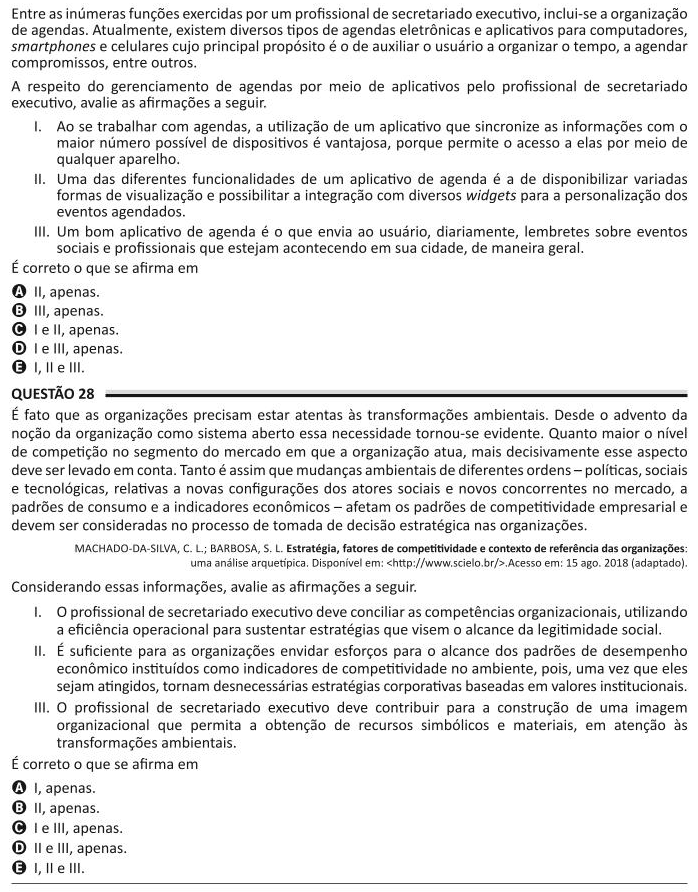 Entre as inúmeras funções exercidas por um profissional de secretariado executivo, inclui-se a organização
de agendas. Atualmente, existem diversos tipos de agendas eletrônicas e aplicativos para computadores,
smartphones e celulares cujo principal propósito é o de auxiliar o usuário a organizar o tempo, a agendar
compromissos, entre outros.
A respeito do gerenciamento de agendas por meio de aplicativos pelo profissional de secretariado
executivo, avalie as afirmações a seguir.
I. Ao se trabalhar com agendas, a utilização de um aplicativo que sincronize as informações com o
maior número possível de dispositivos é vantajosa, porque permite o acesso a elas por meio de
qualquer aparelho.
II. Uma das diferentes funcionalidades de um aplicativo de agenda é a de disponibilizar variadas
formas de visualização e possibilitar a integração com diversos widgets para a personalização dos
eventos agendados.
III. Um bom aplicativo de agenda é o que envia ao usuário, diariamente, lembretes sobre eventos
sociais e profissionais que estejam acontecendo em sua cidade, de maneira geral.
É correto o que se afirma em
A II, apenas.
B III, apenas.
C I e II, apenas.
D I e III, apenas.
E I, II e III.
QUESTÃO 28
É fato que as organizações precisam estar atentas às transformações ambientais. Desde o advento da
noção da organização como sistema aberto essa necessidade tornou-se evidente. Quanto maior o nível
de competição no segmento do mercado em que a organização atua, mais decisivamente esse aspecto
deve ser levado em conta. Tanto é assim que mudanças ambientais de diferentes ordens – políticas, sociais
e tecnológicas, relativas a novas configurações dos atores sociais e novos concorrentes no mercado, a
padrões de consumo e a indicadores econômicos – afetam os padrões de competitividade empresarial e
devem ser consideradas no processo de tomada de decisão estratégica nas organizações.
MACHADO-DA-SILVA, C. L.; BARBOSA, S. L. Estratégia, fatores de competitividade e contexto de referência das organizações:
uma análise arquetípica. Disponível em: <http://www.scielo.br/>.Acesso em: 15 ago. 2018 (adaptado).
Considerando essas informações, avalie as afirmações a seguir.
I. O profissional de secretariado executivo deve conciliar as competências organizacionais, utilizando
a eficiência operacional para sustentar estratégias que visem o alcance da legitimidade social.
II. É suficiente para as organizações envidar esforços para o alcance dos padrões de desempenho
econômico instituídos como indicadores de competitividade no ambiente, pois, uma vez que eles
sejam atingidos, tornam desnecessárias estratégias corporativas baseadas em valores institucionais.
III. O profissional de secretariado executivo deve contribuir para a construção de uma imagem
organizacional que permita a obtenção de recursos simbólicos e materiais, em atenção às
transformações ambientais.
É correto o que se afirma em
A I, apenas.
B II, apenas.
C I e III, apenas.
D II e III, apenas.
E I, II e III.